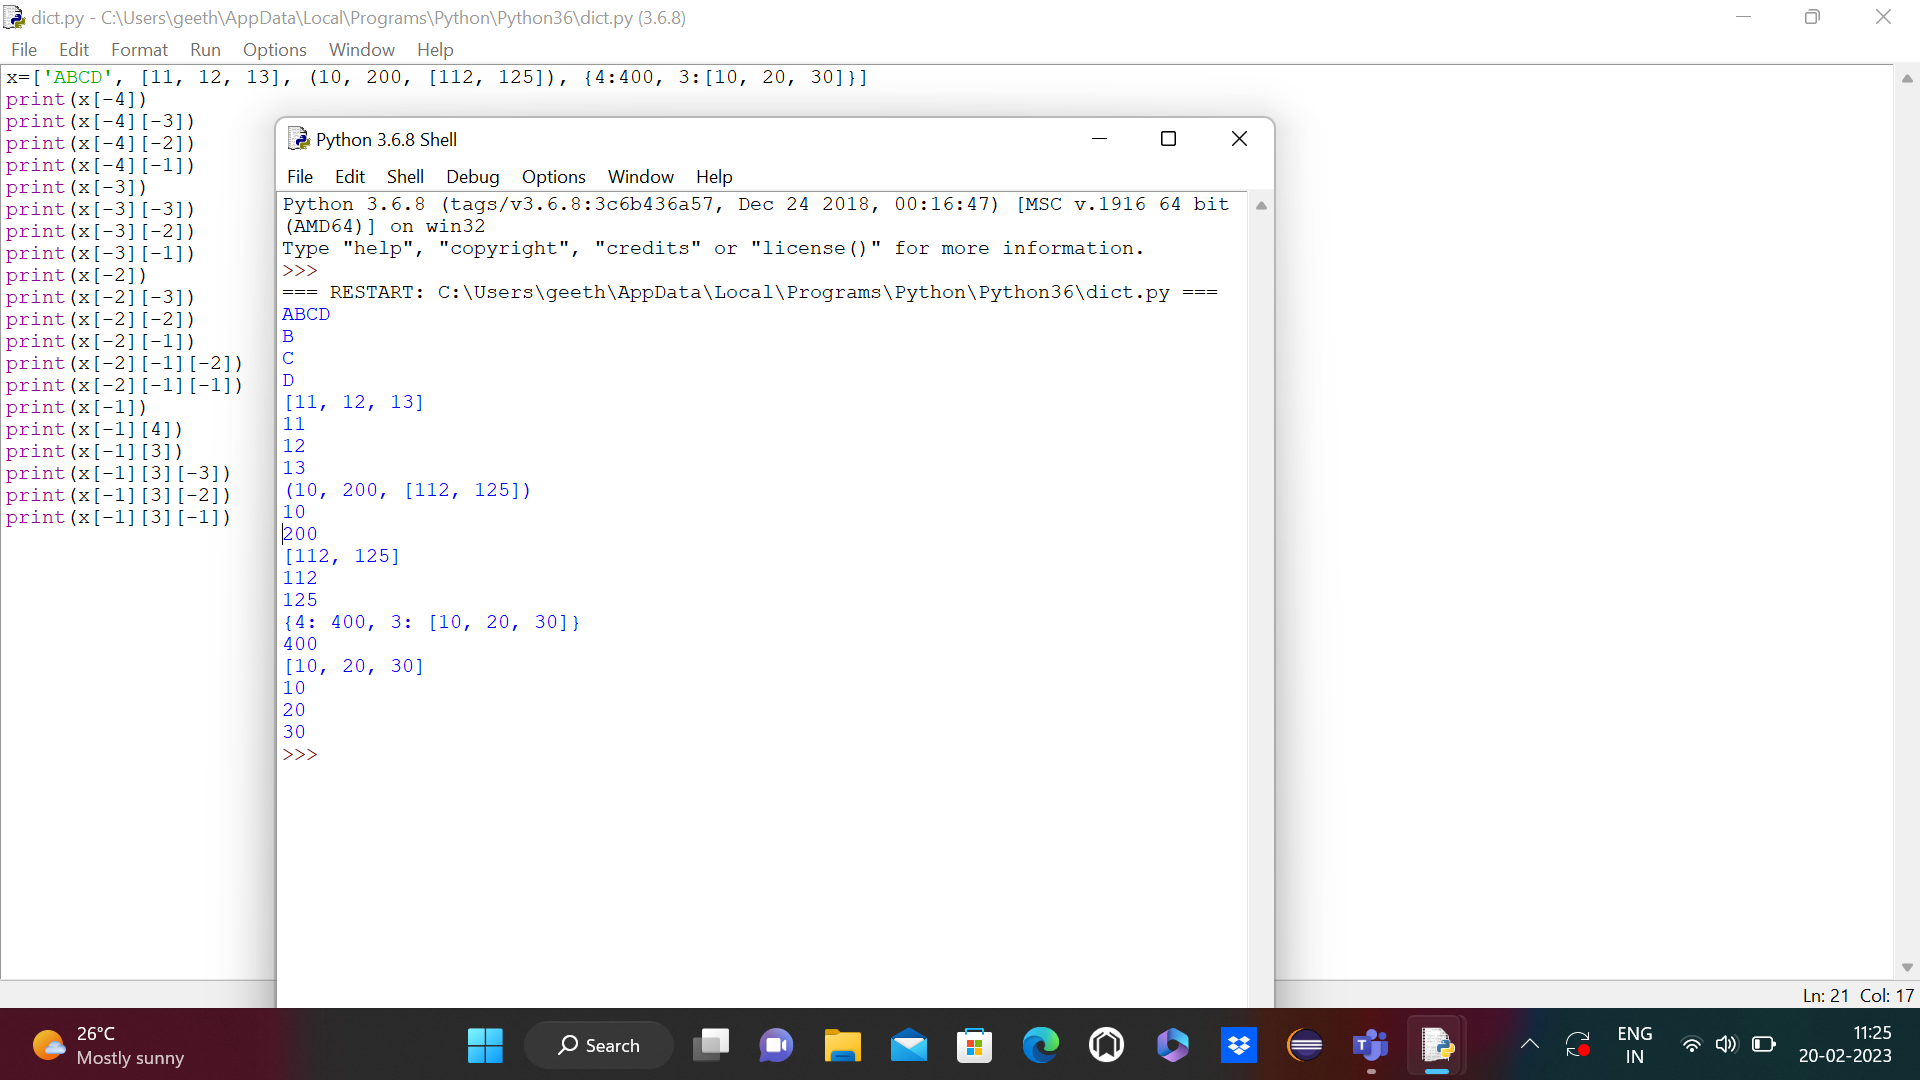 dict.py - C:\Users\geeth\AppData\Local\Programs\Python\Python36\dict.py (3.6.8)
File Edit Format Run Options Window Help
x=['ABCD', [11, 12, 13], (10, 200, [112, 125]), {4:400, 3:[10, 20, 30]}]
print(x[-4])
print(x[-4][-3])
print(x[-4][-2])
print(x[-4][-1])
print(x[-3])
print(x[-3][-3])
print(x[-3][-2])
print(x[-3][-1])
print(x[-2])
print(x[-2][-3])
print(x[-2][-2])
print(x[-2][-1])
print(x[-2][-1][-2])
print(x[-2][-1][-1])
print(x[-1])
print(x[-1][4])
print(x[-1][3])
print(x[-1][3][-3])
print(x[-1][3][-2])
print(x[-1][3][-1])
Python 3.6.8 Shell
File Edit Shell Debug Options Window Help
Python 3.6.8 (tags/v3.6.8:3c6b436a57, Dec 24 2018, 00:16:47) [MSC v.1916 64 bit
(AMD64)] on win32
Type "help", "copyright", "credits" or "license()" for more information.
>>>
=== RESTART: C:\Users\geeth\AppData\Local\Programs\Python\Python36\dict.py ===
ABCD
B
C
D
[11, 12, 13]
11
12
13
(10, 200, [112, 125])
10
200
[112, 125]
112
125
{4: 400, 3: [10, 20, 30]}
400
[10, 20, 30]
10
20
30
>>>
Ln: 21 Col: 17
26°C
Mostly sunny
Search
ENG
IN
11:25
20-02-2023